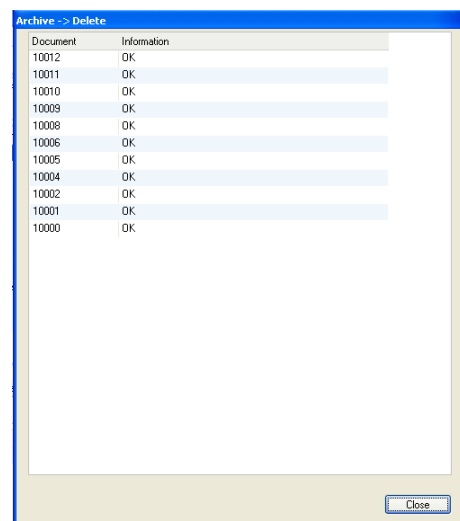 Archive -> Delete
Document Information
10012 OK
10011 OK
10010 OK
10009 OK
10008 OK
10006 OK
10005 OK
10004 OK
10002 OK
10001 OK
10000 OK
Close